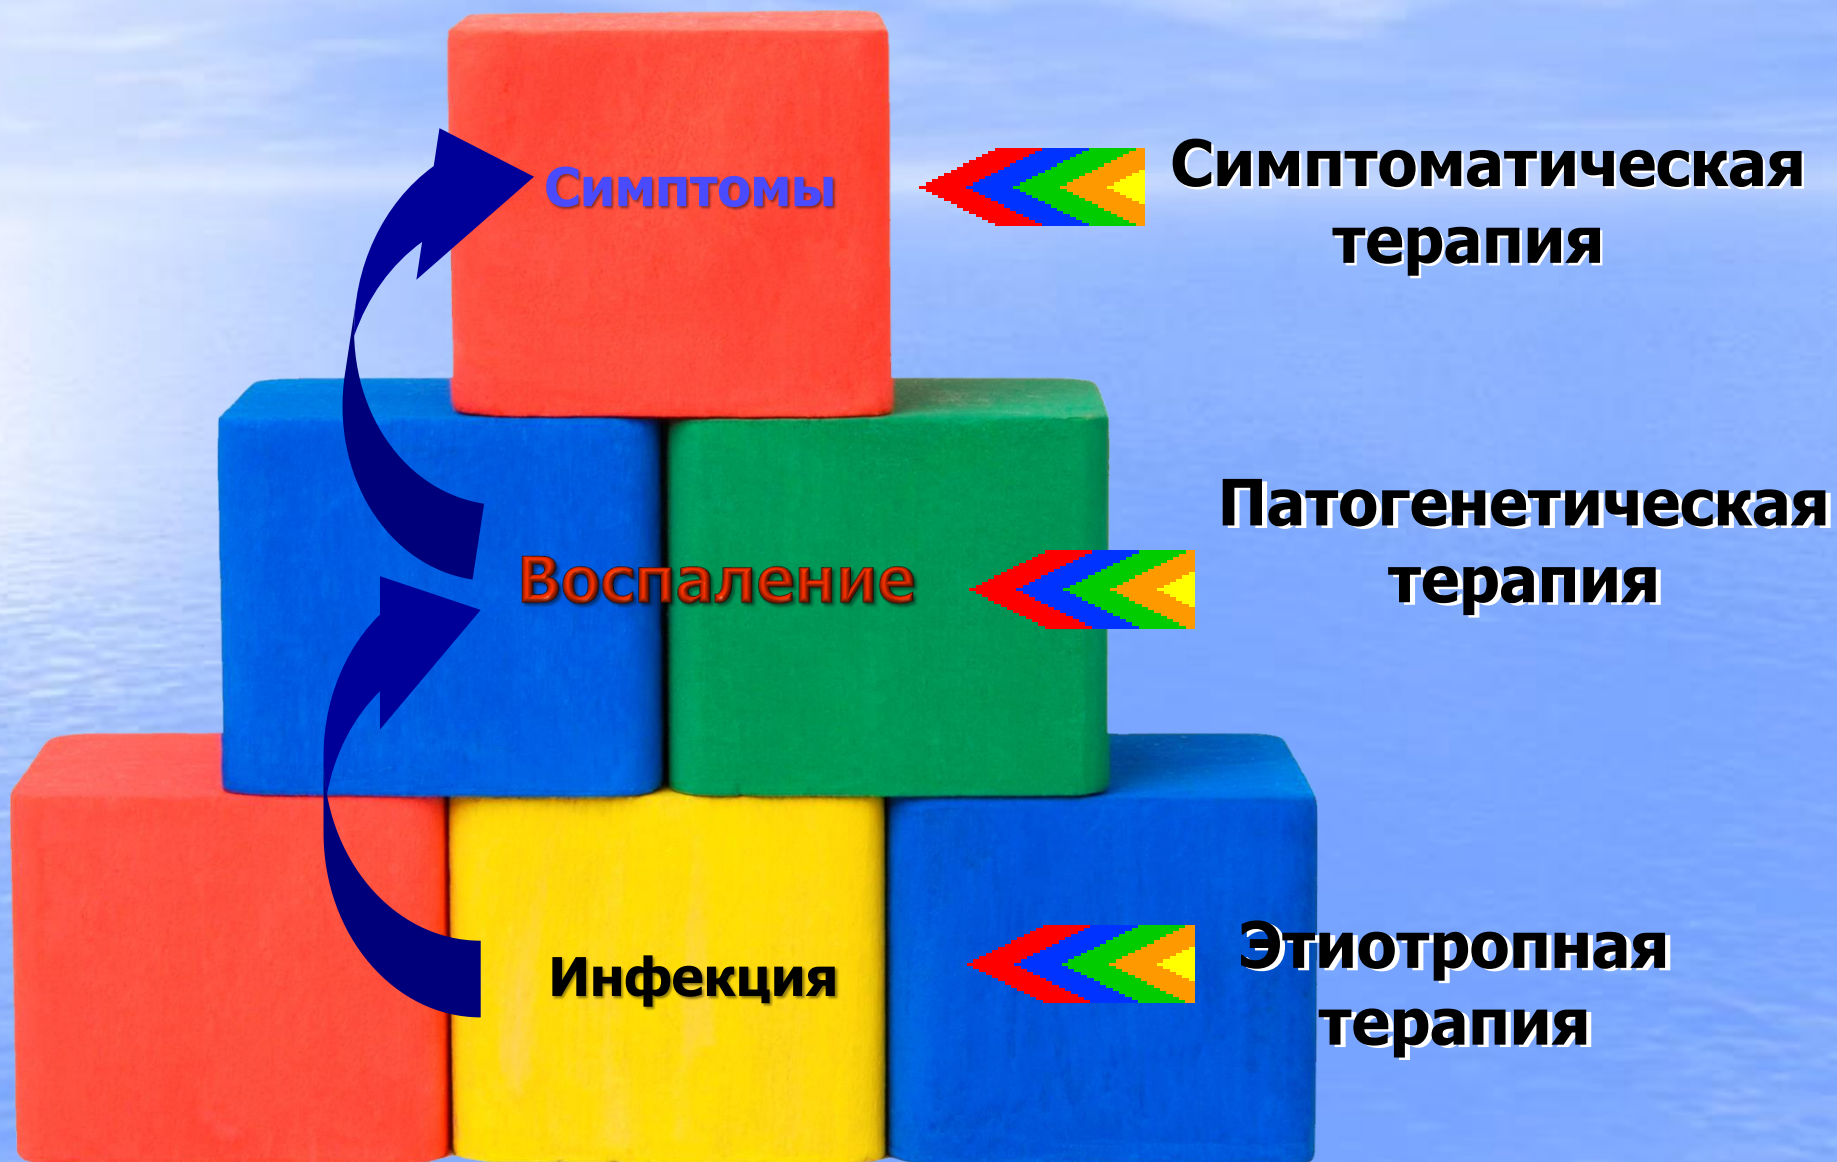 Симптомы
Симптоматическая
терапия
Воспаление
Патогенетическая
терапия
Инфекция
Этиотропная
терапия